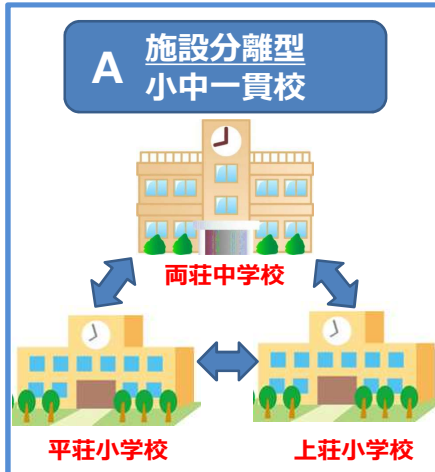 A
施設分離型
小中一貫校
両荘中学校
平荘小学校
上荘小学校